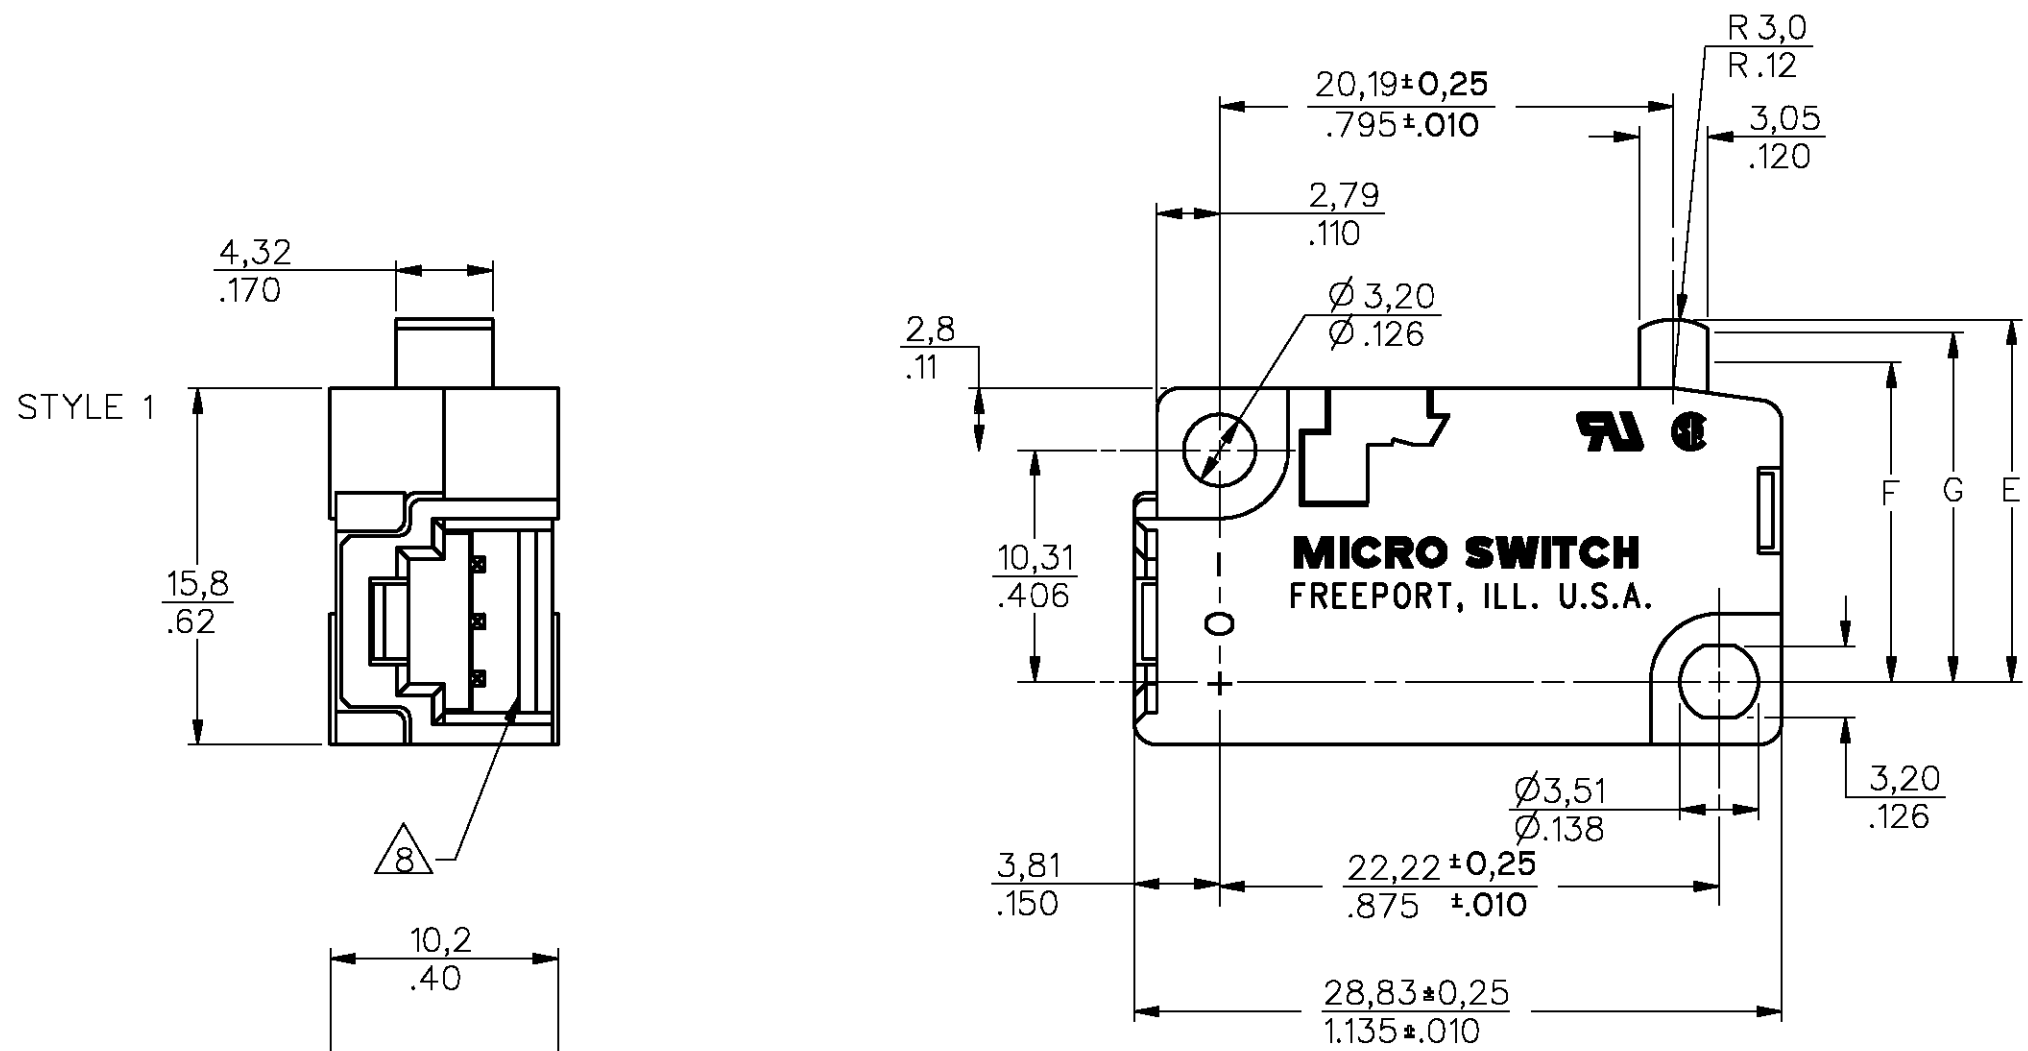 R 3,0
R .12
20,19±0,25
.795±.010
3,05
.120
2,79
.110
4,32
.170
Ø 3,20
Ø .126
2,8
.11
STYLE 1
F G E
MICRO SWITCH
FREEPORT, ILL. U.S.A.
10,31
.406
15,8
.62
–
O
+
3,20
.126
Ø3,51
Ø.138
8
3,81
.150
22,22 ±0,25
.875 ±.010
10,2
.40
28,83±0,25
1.135±.010